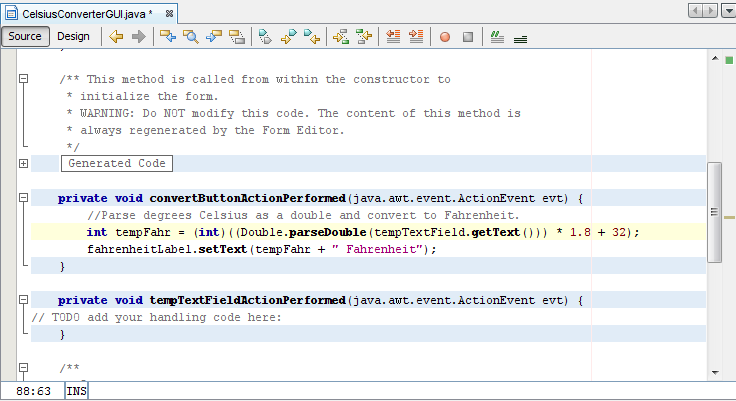 CelsiusConverterGUI.java *
Source Design
/** This method is called from within the constructor to
* initialize the form.
* WARNING: Do NOT modify this code. The content of this method is
* always regenerated by the Form Editor.
*/
Generated Code
private void convertButtonActionPerformed(java.awt.event.ActionEvent evt) {
//Parse degrees Celsius as a double and convert to Fahrenheit.
int tempFahr = (int)((Double.parseDouble(tempTextField.getText())) * 1.8 + 32);
fahrenheitLabel.setText(tempFahr + " Fahrenheit");
}
private void tempTextFieldActionPerformed(java.awt.event.ActionEvent evt) {
// TODO add your handling code here:
}
/**
88:63 INS